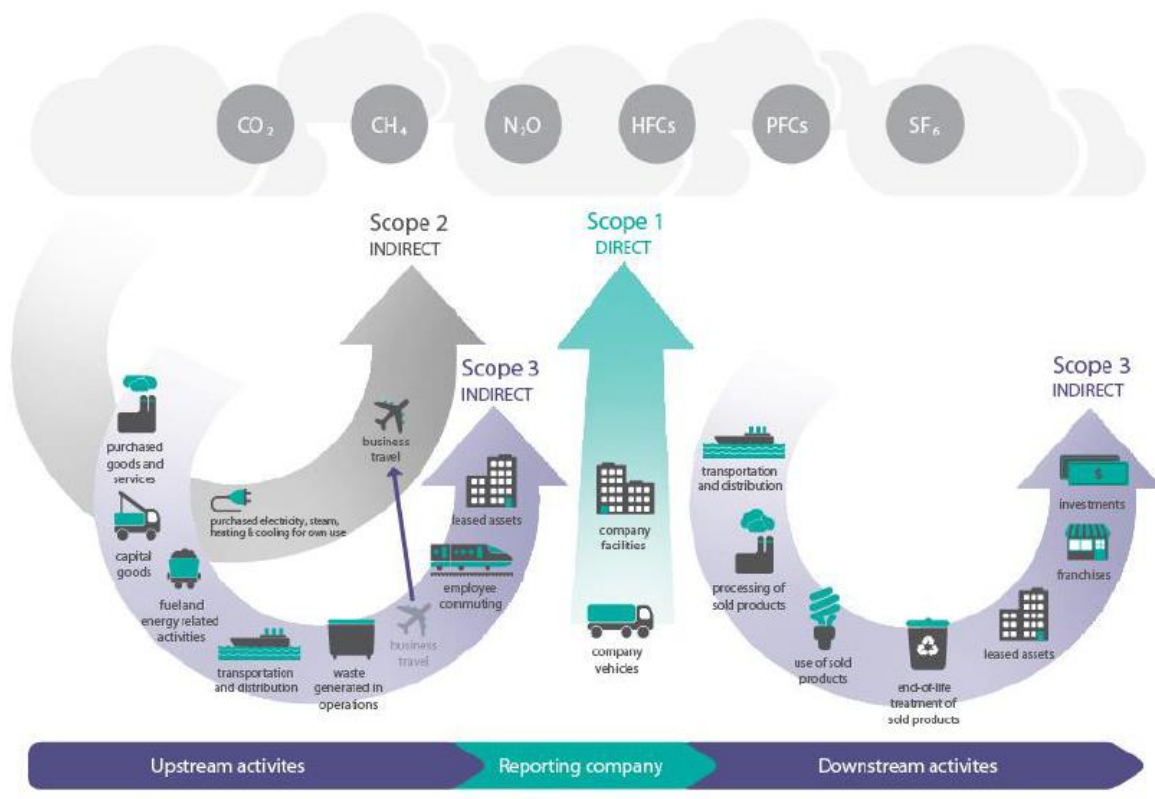 CO₂
CH₄
N₂O
HFCs
PFCs
SF₆
Scope 2
INDIRECT
Scope 1
DIRECT
Scope 3
INDIRECT
Scope 3
INDIRECT
purchased
goods and
services
capital
goods
fuel and
energy related
activities
transportation
and distribution
waste
generated in
operations
business
travel
employee
commuting
leased assets
purchased electricity, steam,
heating & cooling for own use
business
travel
company
facilities
company
vehicles
transportation
and distribution
processing of
sold products
use of sold
products
end-of-life
treatment of
sold products
leased assets
franchises
investments
$
Upstream activites
Reporting company
Downstream activites